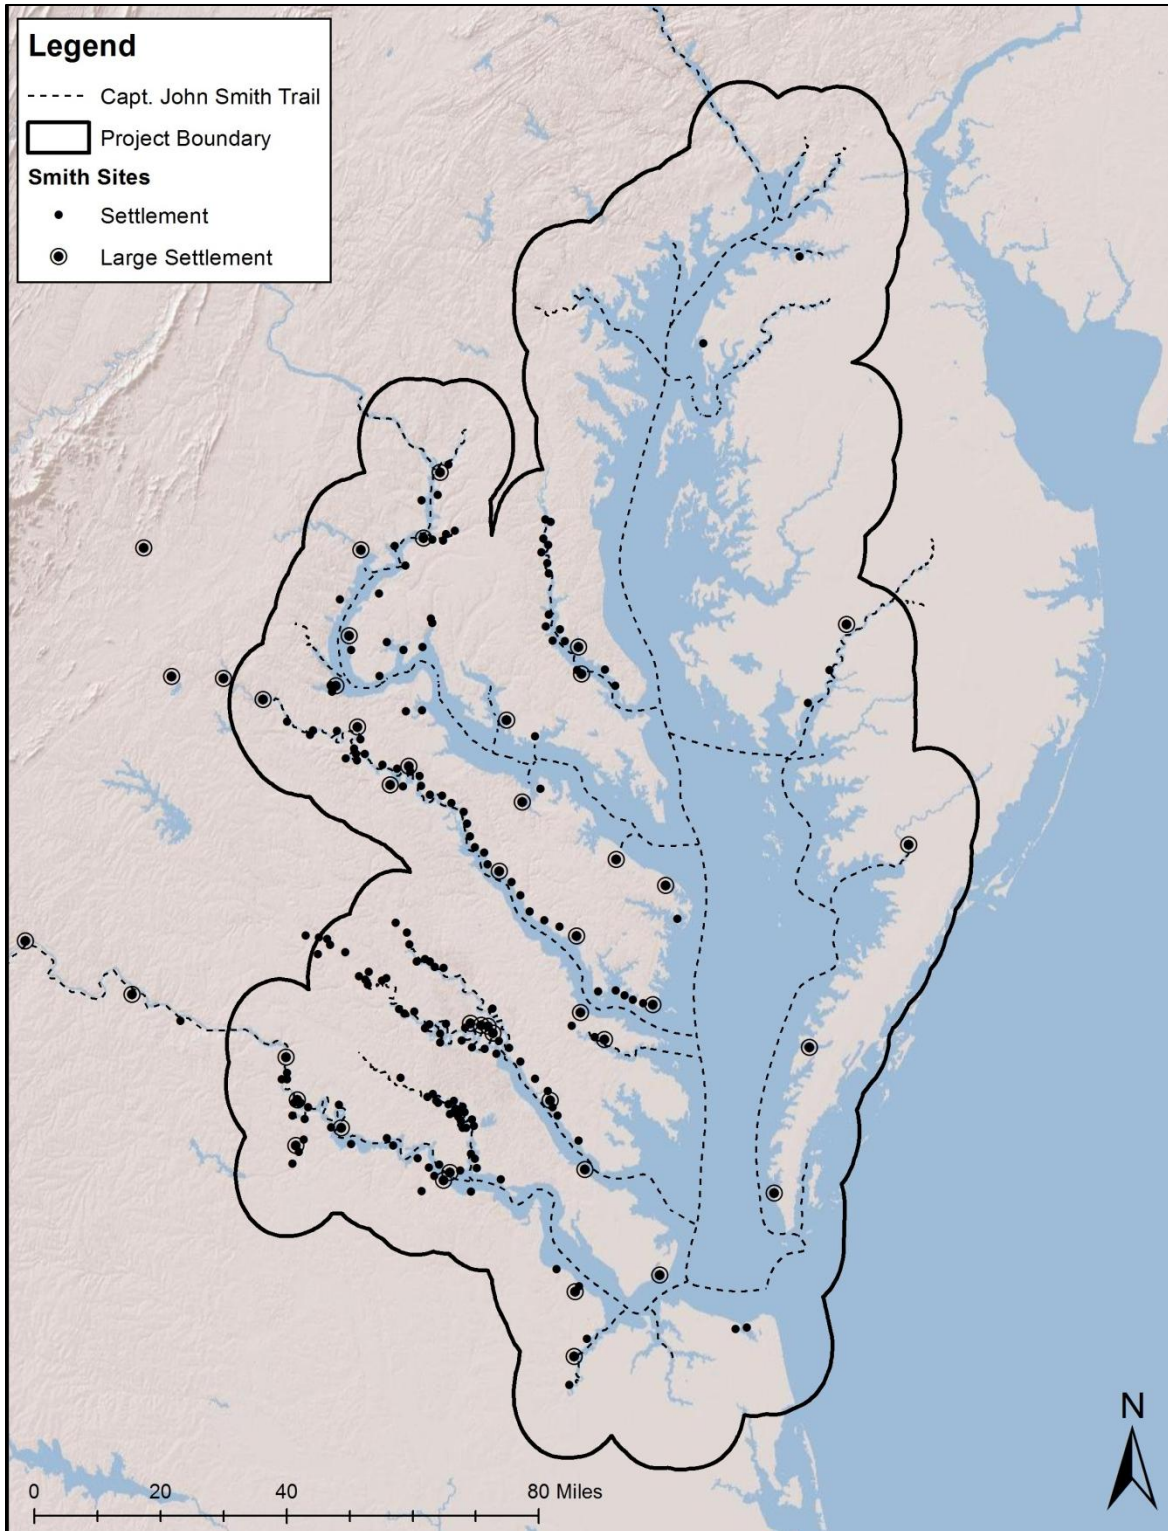 Legend
Capt. John Smith Trail
Project Boundary
Smith Sites
Settlement
Large Settlement
N
0 20 40 80 Miles